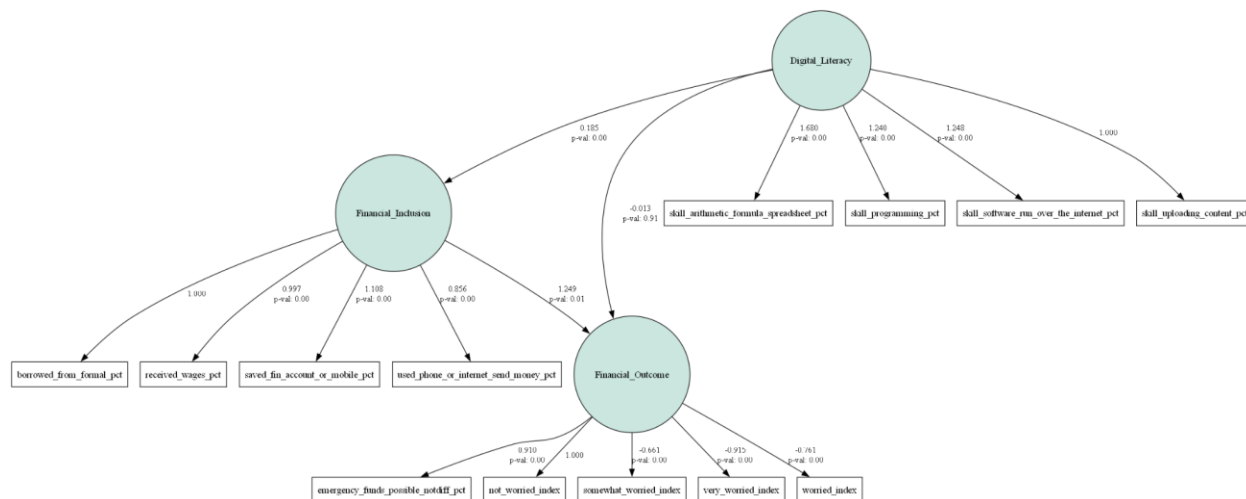 Digital_Literacy
0.185
p-val: 0.00
1.680
p-val: 0.00
1.240
p-val: 0.00
1.248
p-val: 0.00
1.000
Financial_Inclusion
-0.013
p-val: 0.91
skill_arithmetic_formula_spreadsheet_pct
skill_programming_pct
skill_software_run_over_the_internet_pct
skill_uploading_content_pct
1.000
0.997
p-val: 0.00
1.108
p-val: 0.00
0.856
p-val: 0.00
1.249
p-val: 0.01
borrowed_from_formal_pct
received_wages_pct
saved_fin_account_or_mobile_pct
used_phone_or_internet_send_money_pct
Financial_Outcome
0.910
p-val: 0.00
1.000
-0.661
p-val: 0.00
-0.915
p-val: 0.00
-0.761
p-val: 0.00
emergency_funds_possible_notdiff_pct
not_worried_index
somewhat_worried_index
very_worried_index
worried_index